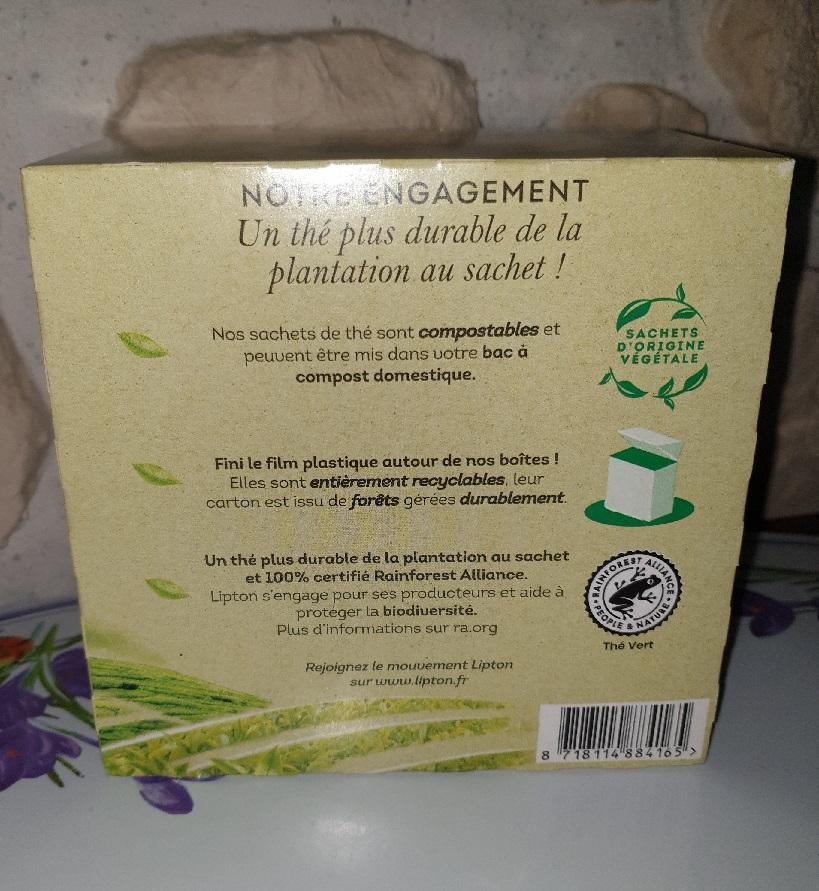 NOTRE ENGAGEMENT
Un thé plus durable de la
plantation au sachet !
Nos sachets de thé sont compostables et
peuvent être mis dans votre bac à
compost domestique.
SACHETS
D'ORIGINE
VÉGÉTALE
Fini le film plastique autour de nos boîtes !
Elles sont entièrement recyclables, leur
carton est issu de forêts gérées durablement.
Un thé plus durable de la plantation au sachet
et 100% certifié Rainforest Alliance.
Lipton s'engage pour ses producteurs et aide à
protéger la biodiversité.
Plus d'informations sur ra.org
RAINFOREST ALLIANCE
PEOPLE & NATURE
Thé Vert
Rejoignez le mouvement Lipton
sur www.lipton.fr
8 718114 884165 >